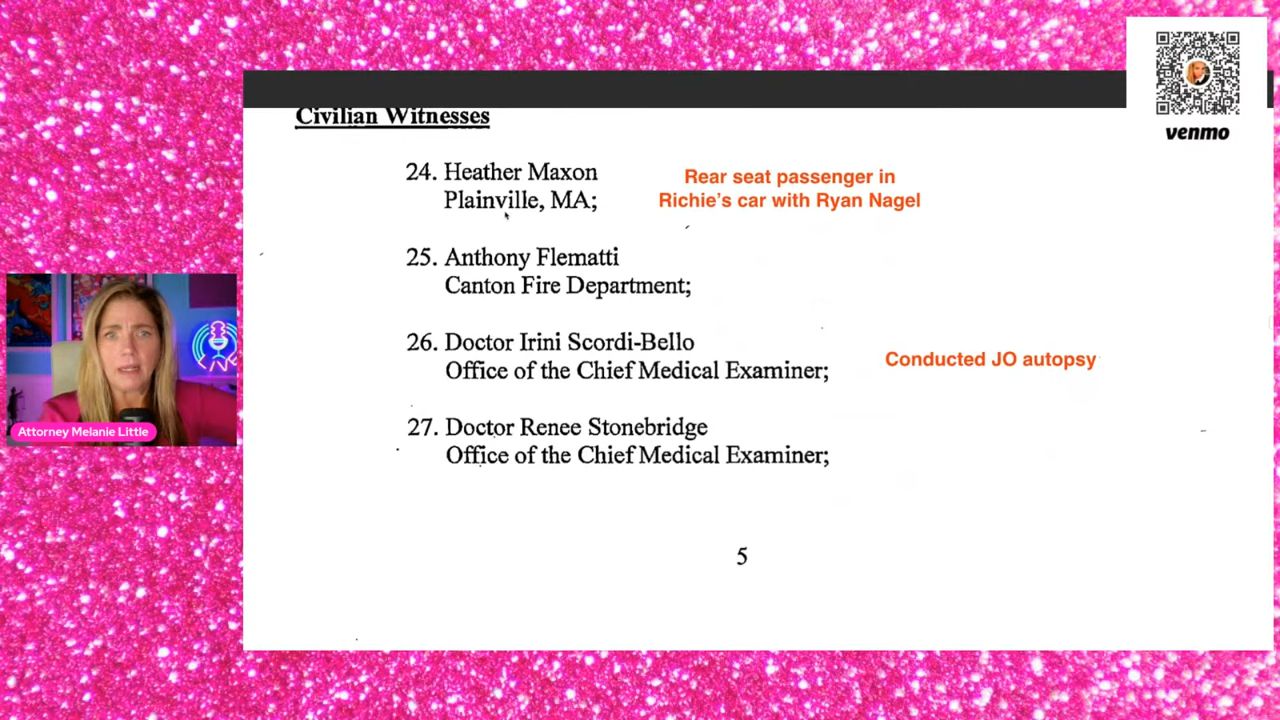 venmo
Civilian Witnesses
24. Heather Maxon
Plainville, MA;
Rear seat passenger in
Richie's car with Ryan Nagel
25. Anthony Flematti
Canton Fire Department;
26. Doctor Irini Scordi-Bello
Office of the Chief Medical Examiner;
Conducted JO autopsy
27. Doctor Renee Stonebridge
Office of the Chief Medical Examiner;
5
Attorney Melanie Little